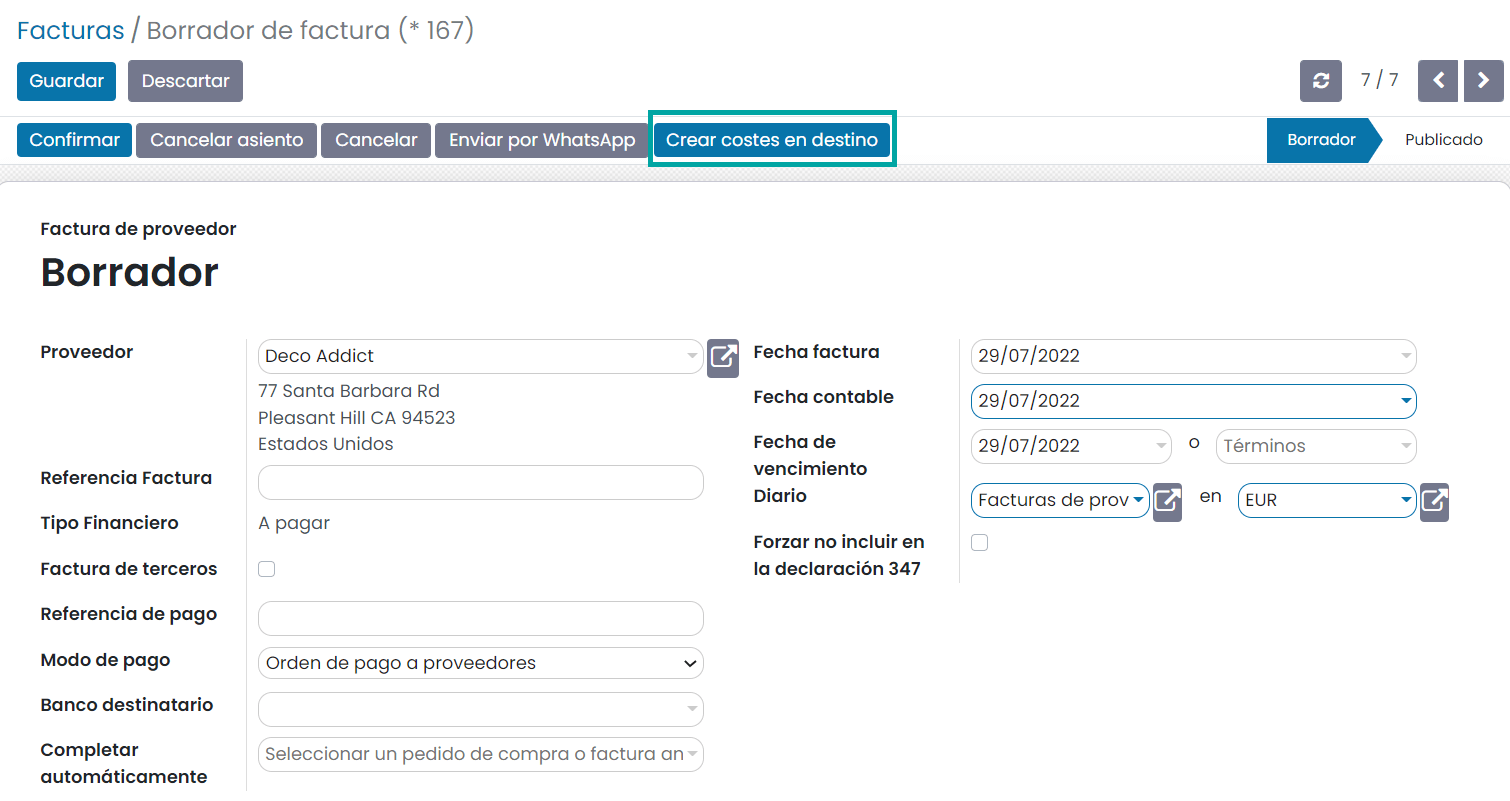 Facturas / Borrador de factura (* 167)
Guardar Descartar 7 / 7
Confirmar Cancelar asiento Cancelar Enviar por WhatsApp Crear costes en destino Borrador Publicado
Factura de proveedor
Borrador
Proveedor Deco Addict
77 Santa Barbara Rd
Pleasant Hill CA 94523
Estados Unidos
Referencia Factura
Tipo Financiero A pagar
Factura de terceros
Referencia de pago
Modo de pago Orden de pago a proveedores
Banco destinatario
Completar
automáticamente Seleccionar un pedido de compra o factura an
Fecha factura 29/07/2022
Fecha contable 29/07/2022
Fecha de
vencimiento 29/07/2022 o Términos
Diario Facturas de prov en EUR
Forzar no incluir en
la declaración 347